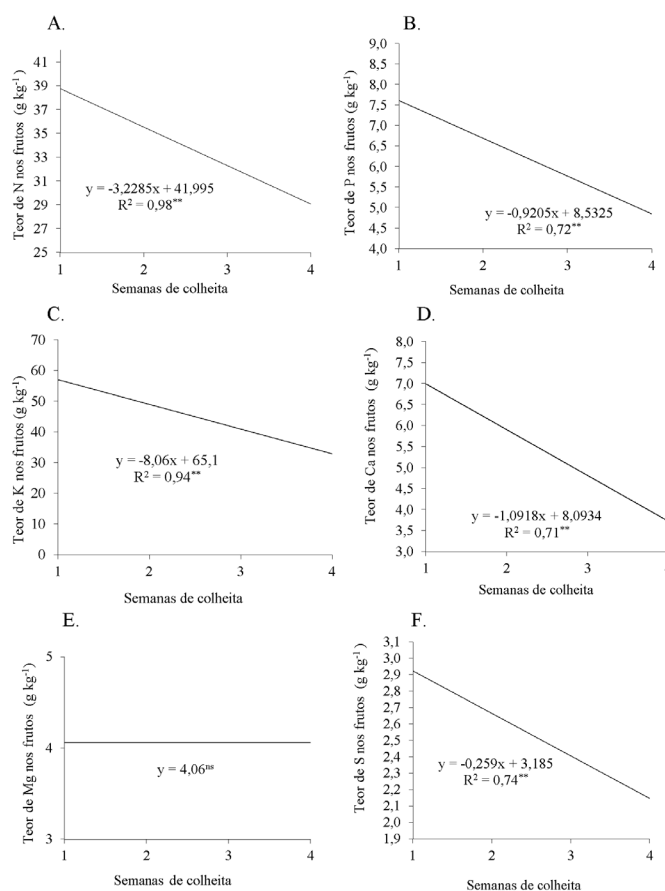 A.
Teor de N nos frutos (g kg⁻¹)
41
39
37
35
33
31
29
27
25
y = -3,2285x + 41,995
R² = 0,98**
1 2 3 4
Semanas de colheita
B.
Teor de P nos frutos (g kg⁻¹)
9,0
8,5
8,0
7,5
7,0
6,5
6,0
5,5
5,0
4,5
4,0
y = -0,9205x + 8,5325
R² = 0,72**
1 2 3 4
Semanas de colheita
C.
Teor de K nos frutos (g kg⁻¹)
70
60
50
40
30
20
10
0
y = -8,06x + 65,1
R² = 0,94**
1 2 3 4
Semanas de colheita
D.
Teor de Ca nos frutos (g kg⁻¹)
8,0
7,5
7,0
6,5
6,0
5,5
5,0
4,5
4,0
3,5
3,0
y = -1,0918x + 8,0934
R² = 0,71**
1 2 3
Semanas de colheita
E.
Teor de Mg nos frutos (g kg⁻¹)
5
4
3
y = 4,06ⁿˢ
1 2 3 4
Semanas de colheita
F.
Teor de S nos frutos (g kg⁻¹)
3,1
3,0
2,9
2,8
2,7
2,6
2,5
2,4
2,3
2,2
2,1
2,0
1,9
y = -0,259x + 3,185
R² = 0,74**
1 2 3 4
Semanas de colheita